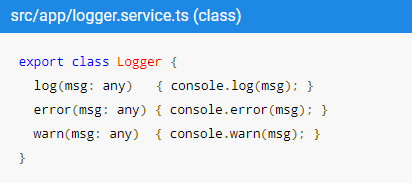 src/app/logger.service.ts (class)
export class Logger {
  log(msg: any)   { console.log(msg); }
  error(msg: any) { console.error(msg); }
  warn(msg: any)  { console.warn(msg); }
}